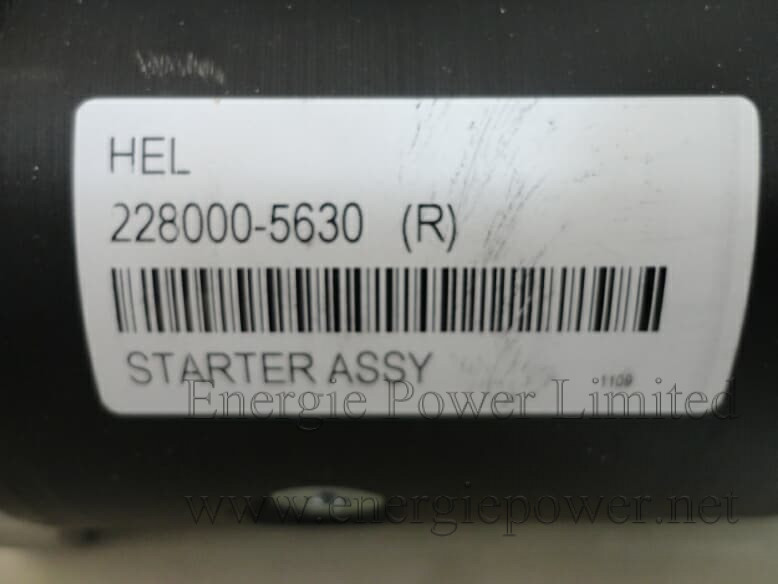 HEL
228000-5630 (R)
STARTER ASSY
1109
Energie Power Limited
www.energiepower.net